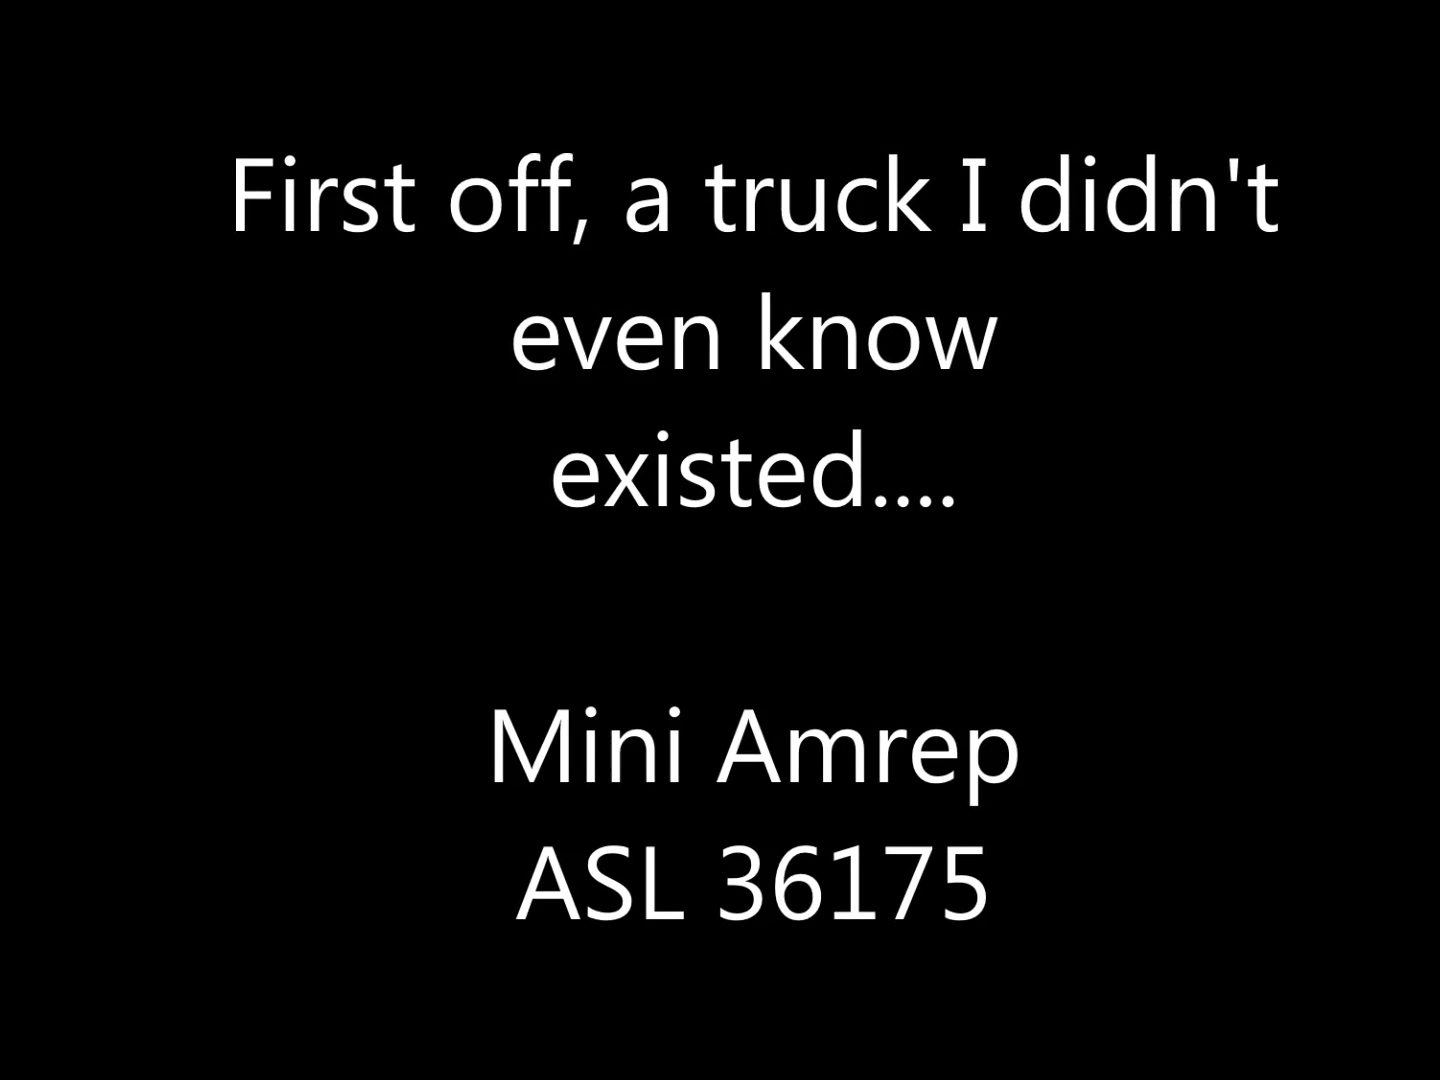 First off, a truck I didn't
even know
existed....
Mini Amrep
ASL 36175